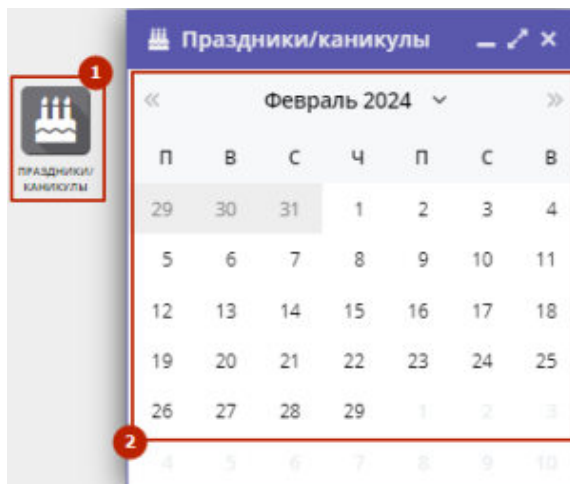 Праздники/каникулы
1
ПРАЗДНИКИ/
КАНИКУЛЫ
« Февраль 2024 »
П В С Ч П С В
29 30 31 1 2 3 4
5 6 7 8 9 10 11
12 13 14 15 16 17 18
19 20 21 22 23 24 25
26 27 28 29 1 2 3
2
4 5 6 7 8 9 10